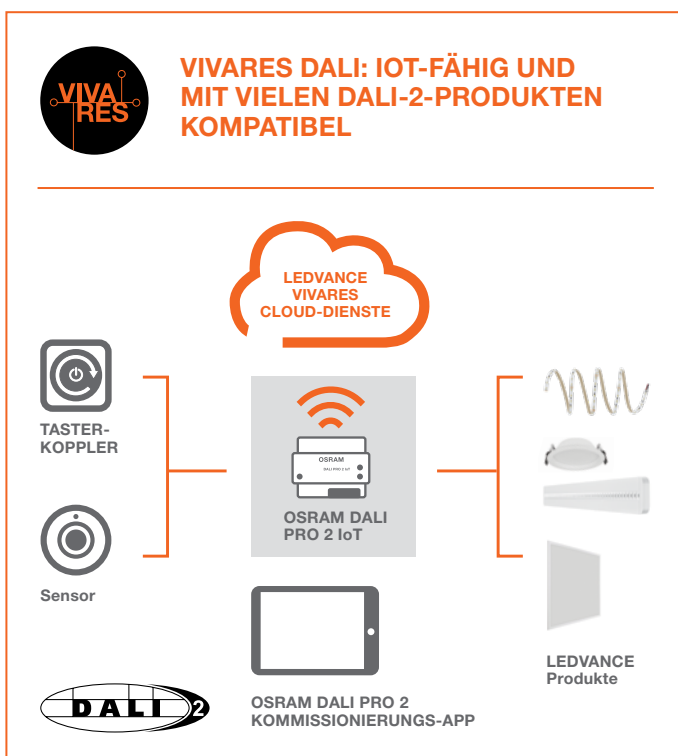 VIVA
RES
VIVARES DALI: IOT-FÄHIG UND
MIT VIELEN DALI-2-PRODUKTEN
KOMPATIBEL
LEDVANCE
VIVARES
CLOUD-DIENSTE
TASTER-
KOPPLER
Sensor
OSRAM
DALI PRO 2 IoT
OSRAM DALI
PRO 2 IoT
LEDVANCE
Produkte
DALI 2
OSRAM DALI PRO 2
KOMMISSIONIERUNGS-APP